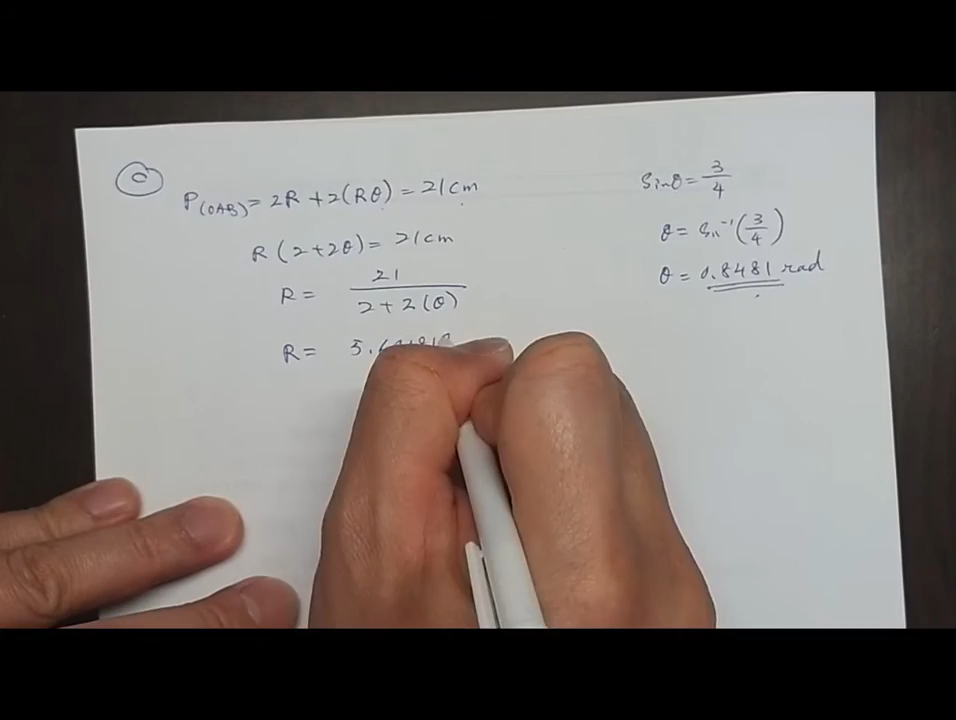 C
P(OAB) = 2R + 2(Rθ) = 21cm
R(2+2θ) = 21cm
R = 21 / 2+2(θ)
R = 5.
sinθ = 3/4
θ = Sin⁻¹(3/4)
θ = 0.8481 rad